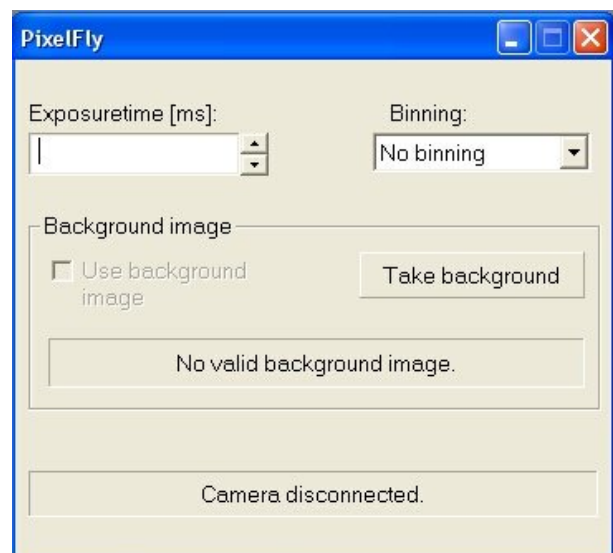 PixelFly
Exposuretime [ms]:
Binning:
No binning
Background image
Use background
image
Take background
No valid background image.
Camera disconnected.